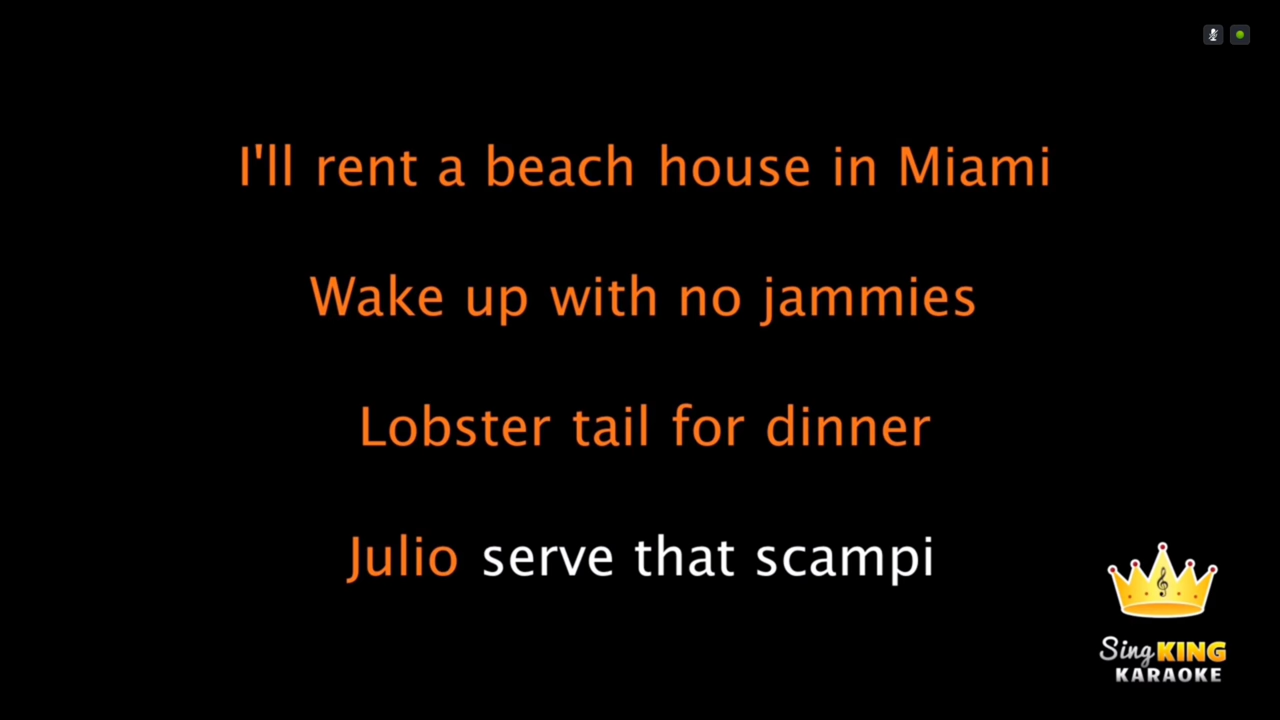 I'll rent a beach house in Miami
Wake up with no jammies
Lobster tail for dinner
Julio serve that scampi
Sing KING
KARAOKE